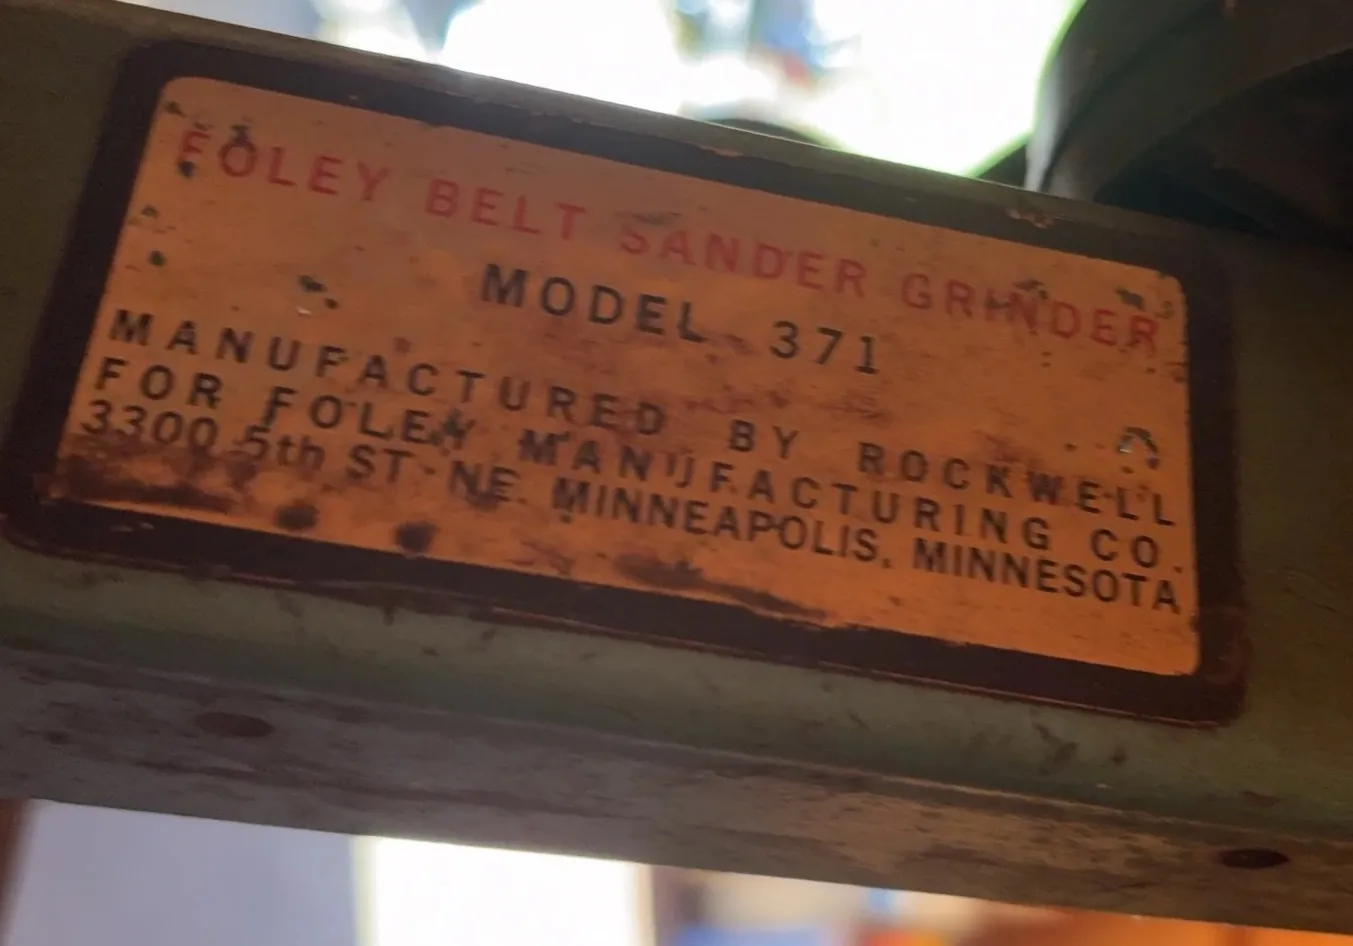 FOLEY BELT SANDER GRINDER
MODEL 371
MANUFACTURED BY ROCKWELL
FOR FOLEY MANUFACTURING CO.
3300 5th ST. NE. MINNEAPOLIS, MINNESOTA